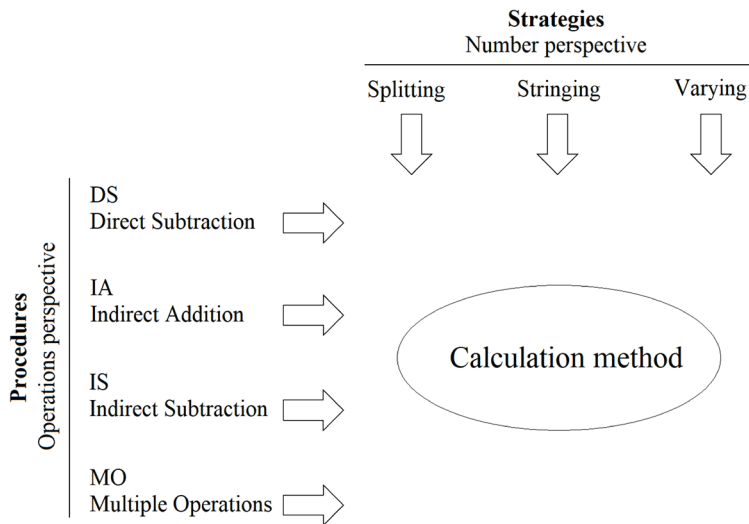 Strategies
Number perspective
Splitting
Stringing
Varying
Procedures
Operations perspective
DS
Direct Subtraction
IA
Indirect Addition
IS
Indirect Subtraction
MO
Multiple Operations
Calculation method